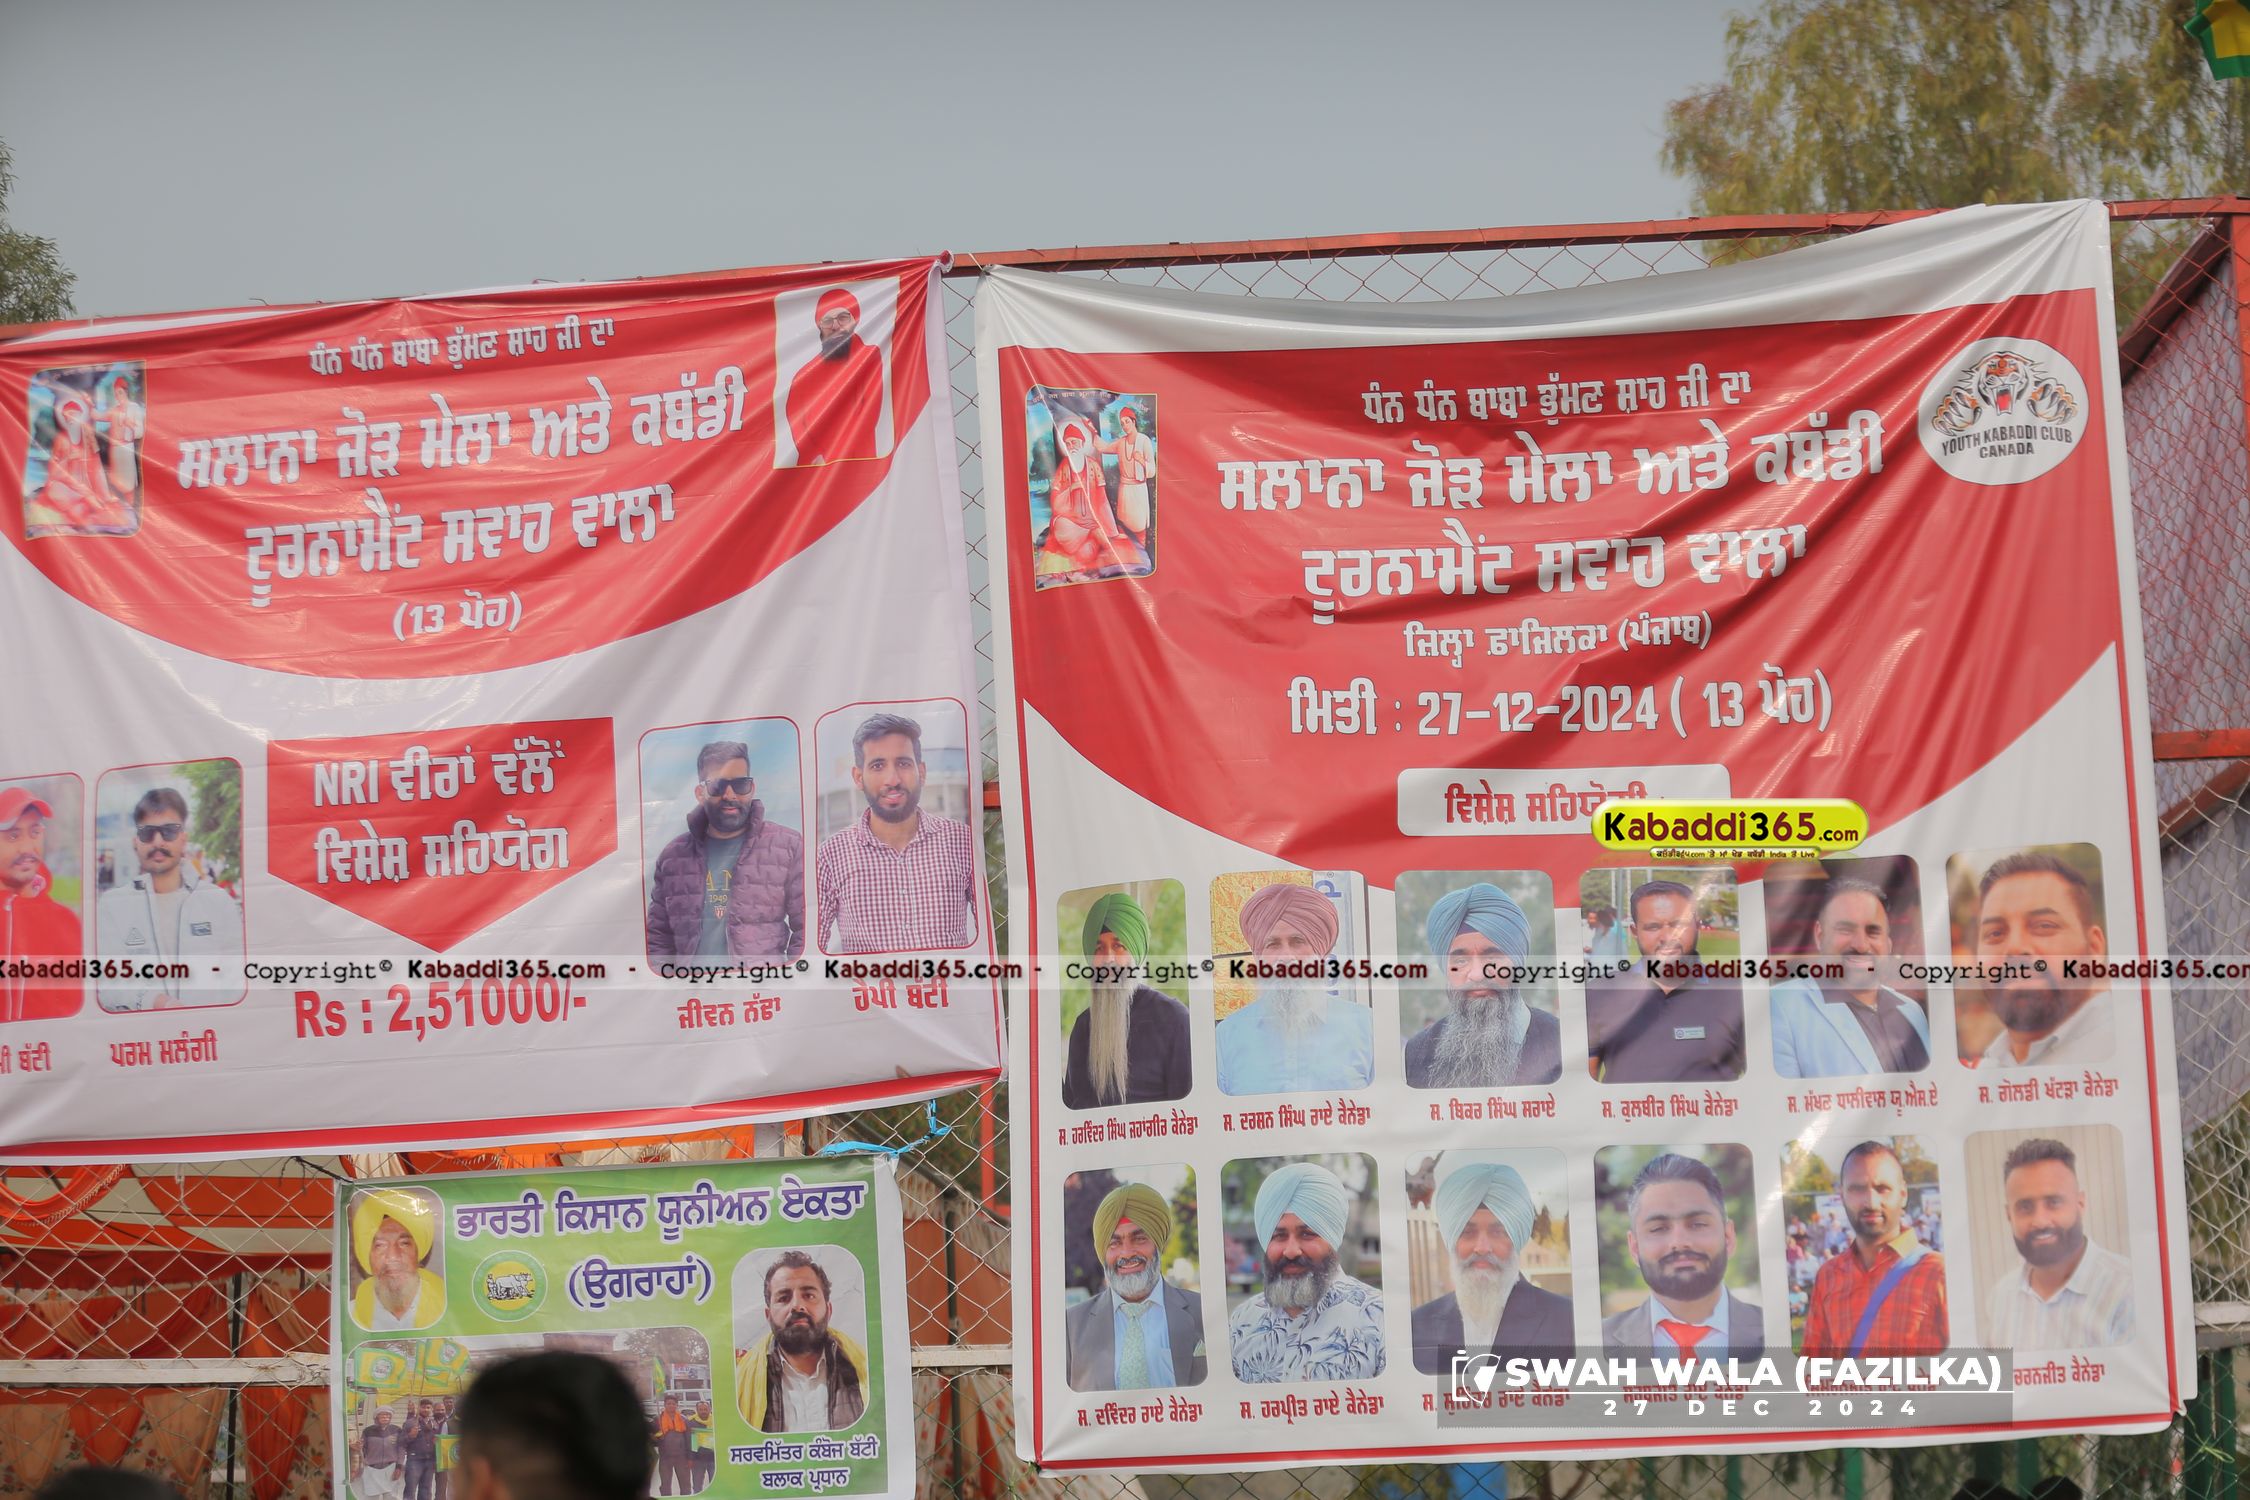 ਧੰਨ ਧੰਨ ਬਾਬਾ ਭੁੱਮਣ ਸ਼ਾਹ ਜੀ ਦਾ
ਸਲਾਨਾ ਜੋੜ ਮੇਲਾ ਅਤੇ ਕਬੱਡੀ
ਟੂਰਨਾਮੈਂਟ ਸਵਾਹ ਵਾਲਾ
(13 ਪੋਹ)
NRI ਵੀਰਾਂ ਵੱਲੋਂ
ਵਿਸ਼ੇਸ਼ ਸਹਿਯੋਗ
Rs : 2,51000/-
ਬੱਟੀ
ਪਰਮ ਮਲੰਗੀ
ਜੀਵਨ ਨੱਢਾ
ਹੈਪੀ ਬੱਟੀ
ਭਾਰਤੀ ਕਿਸਾਨ ਯੂਨੀਅਨ ਏਕਤਾ
(ਉਗਰਾਹਾਂ)
ਸਰਵਮਿੱਤਰ ਕੰਬੋਜ ਬੱਟੀ
ਬਲਾਕ ਪ੍ਰਧਾਨ
ਧੰਨ ਧੰਨ ਬਾਬਾ ਭੁੱਮਣ ਸ਼ਾਹ ਜੀ ਦਾ
ਸਲਾਨਾ ਜੋੜ ਮੇਲਾ ਅਤੇ ਕਬੱਡੀ
ਟੂਰਨਾਮੈਂਟ ਸਵਾਹ ਵਾਲਾ
ਜ਼ਿਲ੍ਹਾ ਫ਼ਾਜ਼ਿਲਕਾ (ਪੰਜਾਬ)
ਮਿਤੀ : 27-12-2024 ( 13 ਪੋਹ)
YOUTH KABADDI CLUB
CANADA
ਵਿਸ਼ੇਸ਼
Kabaddi365.com
ਸ. ਹਰਵਿੰਦਰ ਸਿੰਘ ਜਹਾਂਗੀਰ ਕੈਨੇਡਾ
ਸ. ਦਰਸ਼ਨ ਸਿੰਘ ਰਾਏ ਕੈਨੇਡਾ
ਸ. ਬਿਕਰ ਸਿੰਘ ਸਰਾਏ
ਸ. ਕੁਲਬੀਰ ਸਿੰਘ ਕੈਨੇਡਾ
ਸ. ਮੱਖਣ ਧਾਲੀਵਾਲ ਯੂ.ਐਸ.ਏ
ਸ. ਗੋਲਡੀ ਖੱਟੜਾ ਕੈਨੇਡਾ
ਸ. ਦਵਿੰਦਰ ਰਾਏ ਕੈਨੇਡਾ
ਸ. ਹਰਪ੍ਰੀਤ ਰਾਏ ਕੈਨੇਡਾ
ਸ. ਸੁਰਿੰਦਰ ਰਾਏ ਕੈਨੇਡਾ
ਚਰਨਜੀਤ ਕੈਨੇਡਾ
Kabaddi365.com - Copyright© Kabaddi365.com - Copyright© Kabaddi365.com - Copyright© Kabaddi365.com - Copyright© Kabaddi365.com - Copyright© Kabaddi365.com
SWAH WALA (FAZILKA)
27 DEC 2024